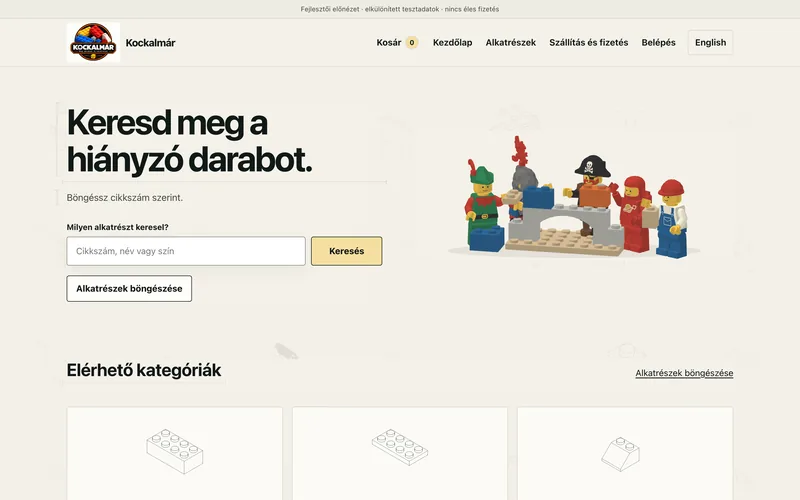 Fejlesztői előnézet · elkülönített tesztadatok · nincs éles fizetés
KOCKALMÁR
Kockalmár
Kosár 0
Kezdőlap
Alkatrészek
Szállítás és fizetés
Belépés
English
Keresd meg a
hiányzó darabot.
Böngéssz cikkszám szerint.
Milyen alkatrészt keresel?
Cikkszám, név vagy szín
Keresés
Alkatrészek böngészése
Elérhető kategóriák
Alkatrészek böngészése